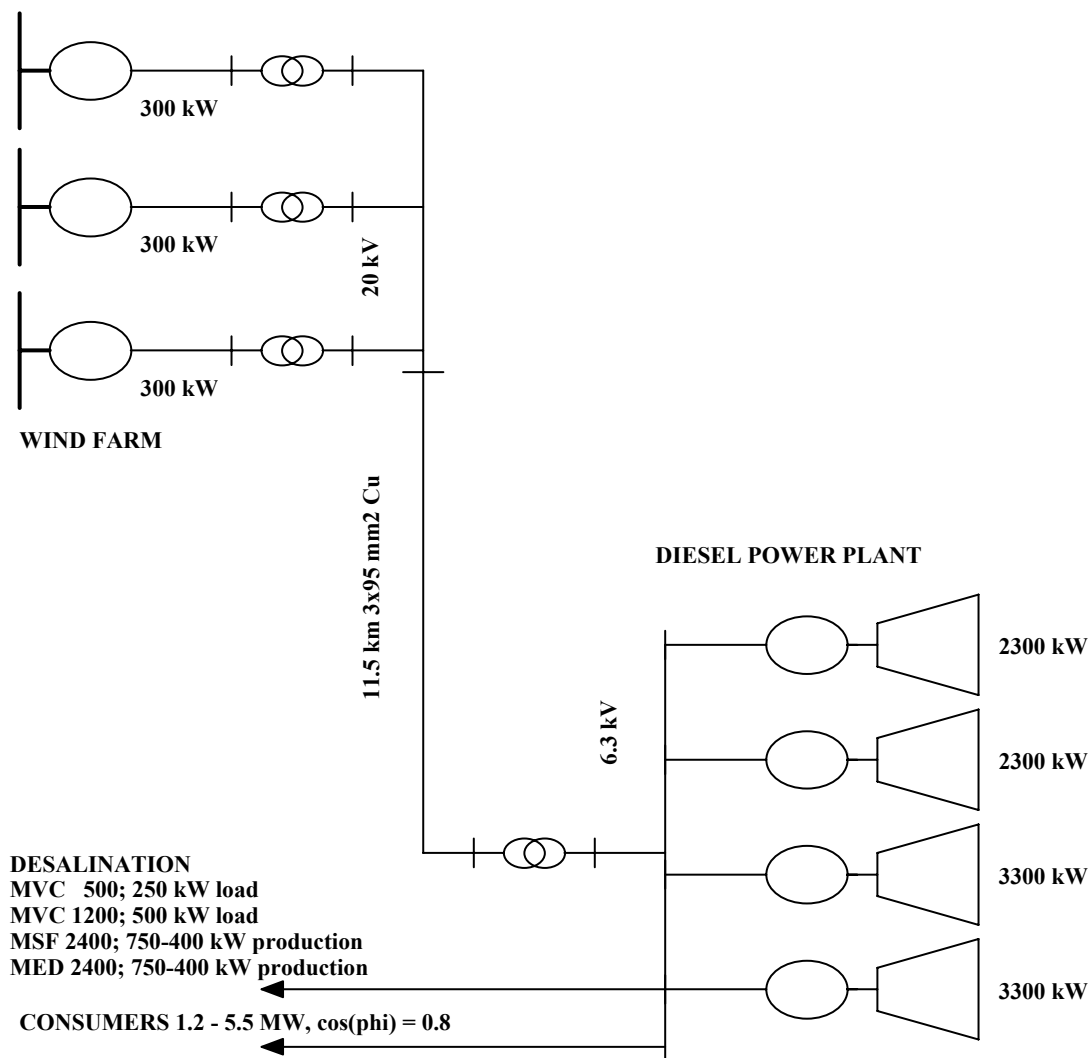 300 kW
300 kW
20 kV
300 kW
WIND FARM
11.5 km 3x95 mm2 Cu
DIESEL POWER PLANT
2300 kW
6.3 kV
2300 kW
3300 kW
3300 kW
DESALINATION
MVC 500; 250 kW load
MVC 1200; 500 kW load
MSF 2400; 750-400 kW production
MED 2400; 750-400 kW production
CONSUMERS 1.2 - 5.5 MW, cos(phi) = 0.8